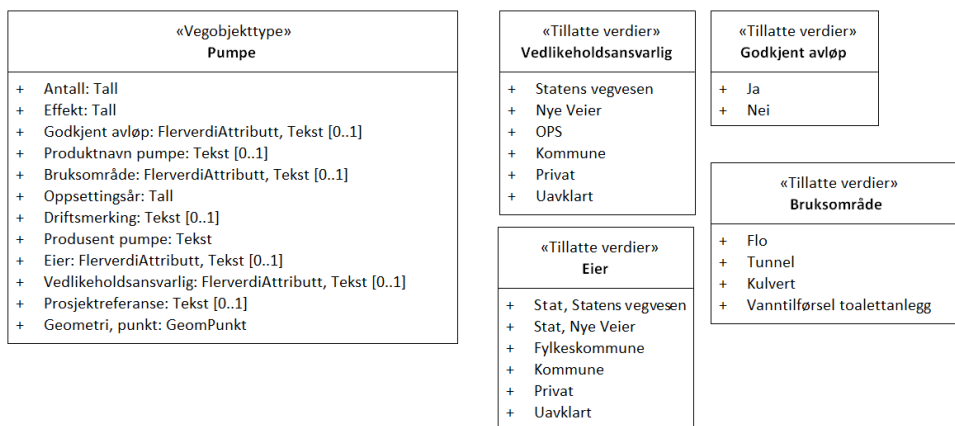 «Vegobjekttype»
Pumpe
+ Antall: Tall
+ Effekt: Tall
+ Godkjent avløp: FlerverdiAttributt, Tekst [0..1]
+ Produktnavn pumpe: Tekst [0..1]
+ Bruksområde: FlerverdiAttributt, Tekst [0..1]
+ Oppsettingsår: Tall
+ Driftsmerking: Tekst [0..1]
+ Produsent pumpe: Tekst
+ Eier: FlerverdiAttributt, Tekst [0..1]
+ Vedlikeholdsansvarlig: FlerverdiAttributt, Tekst [0..1]
+ Prosjektreferanse: Tekst [0..1]
+ Geometri, punkt: GeomPunkt
«Tillatte verdier»
Vedlikeholdsansvarlig
+ Statens vegvesen
+ Nye Veier
+ OPS
+ Kommune
+ Privat
+ Uavklart
«Tillatte verdier»
Godkjent avløp
+ Ja
+ Nei
«Tillatte verdier»
Bruksområde
+ Flo
+ Tunnel
+ Kulvert
+ Vanntilførsel toalettanlegg
«Tillatte verdier»
Eier
+ Stat, Statens vegvesen
+ Stat, Nye Veier
+ Fylkeskommune
+ Kommune
+ Privat
+ Uavklart